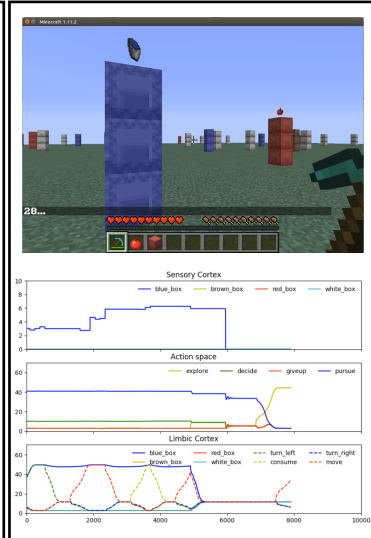 Minecraft 1.11.2
28...
Sensory Cortex
blue_box brown_box red_box white_box
10
8
6
4
2
0
Action space
explore decide giveup pursue
60
40
20
0
Limbic Cortex
blue_box red_box turn_left turn_right
brown_box white_box consume move
60
40
20
0
0 2000 4000 6000 8000 10000